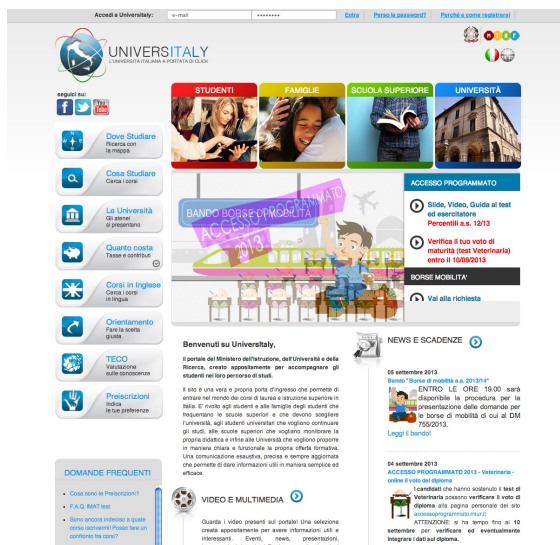 Accedi a Universitaly:
e-mail
Entra
Perso la password?
Perché e come registrarsi
UNIVERSITALY
L'UNIVERSITÀ ITALIANA A PORTATA DI CLICK
MIUR
seguici su:
f
You
Tube
STUDENTI
FAMIGLIE
SCUOLA SUPERIORE
UNIVERSITÀ
Dove Studiare
Ricerca con
la mappa
Cosa Studiare
Cerca i corsi
Le Università
Gli atenei
si presentano
Quanto costa
Tasse e contributi
Corsi in Inglese
Cerca i corsi
in lingua
Orientamento
Fare la scelta
giusta
TECO
Valutazione
sulle conoscenze
Preiscrizioni
Indica
le tue preferenze
BANDO BORSE DI MOBILITÀ
ACCESSO PROGRAMMATO
2013
ACCESSO PROGRAMMATO
Slide, Video, Guida al test
ed esercitatore
Percentili a.s. 12/13
Verifica il tuo voto di
maturità (test Veterinaria)
entro il 10/09/2013
BORSE MOBILITA'
Vai alla richiesta
Benvenuti su Universitaly,
il portale del Ministero dell'Istruzione, dell'Università e della
Ricerca, creato appositamente per accompagnare gli
studenti nel loro percorso di studi.
Il sito è una vera e propria porta d'ingresso che permette di
entrare nel mondo dei corsi di laurea e istruzione superiore in
Italia. E' rivolto agli studenti e alle famiglie degli studenti che
frequentano le scuole superiori e che devono scegliere
l'università, agli studenti universitari che vogliono continuare
gli studi, alle scuole superiori che vogliono monitorare la
propria didattica e infine alle Università che vogliono proporre
in maniera chiara e funzionale la propria offerta formativa.
Una comunicazione esaustiva, precisa e sempre aggiornata
che permette di dare informazioni utili in maniera semplice ed
efficace.
VIDEO E MULTIMEDIA
Guarda i video presenti sul portale! Una selezione
creata appositamente per avere informazioni utili e
interessanti. Eventi, news, presentazioni,
NEWS E SCADENZE
05 settembre 2013
Bando "Borse di mobilità a.s. 2013/14"
ENTRO LE ORE 19.00 sarà
disponibile la procedura per la
presentazione delle domande per
le borse di mobilità di cui al DM
755/2013.
Leggi il bando!
04 settembre 2013
ACCESSO PROGRAMMATO 2013 - Veterinaria -
online il voto del diploma
I candidati che hanno sostenuto il test di
Veterinaria possono verificare il voto di
diploma alla pagina personale del sito
accessoprogrammato.miur.it
ATTENZIONE: si ha tempo fino al 10
settembre per verificare ed eventualmente
integrare i dati sul diploma.
DOMANDE FREQUENTI
Cosa sono le Preiscrizioni?
F.A.Q. IMAT test
Sono ancora indeciso a quale
corso iscrivermi! Posso fare un
confronto tra corsi?